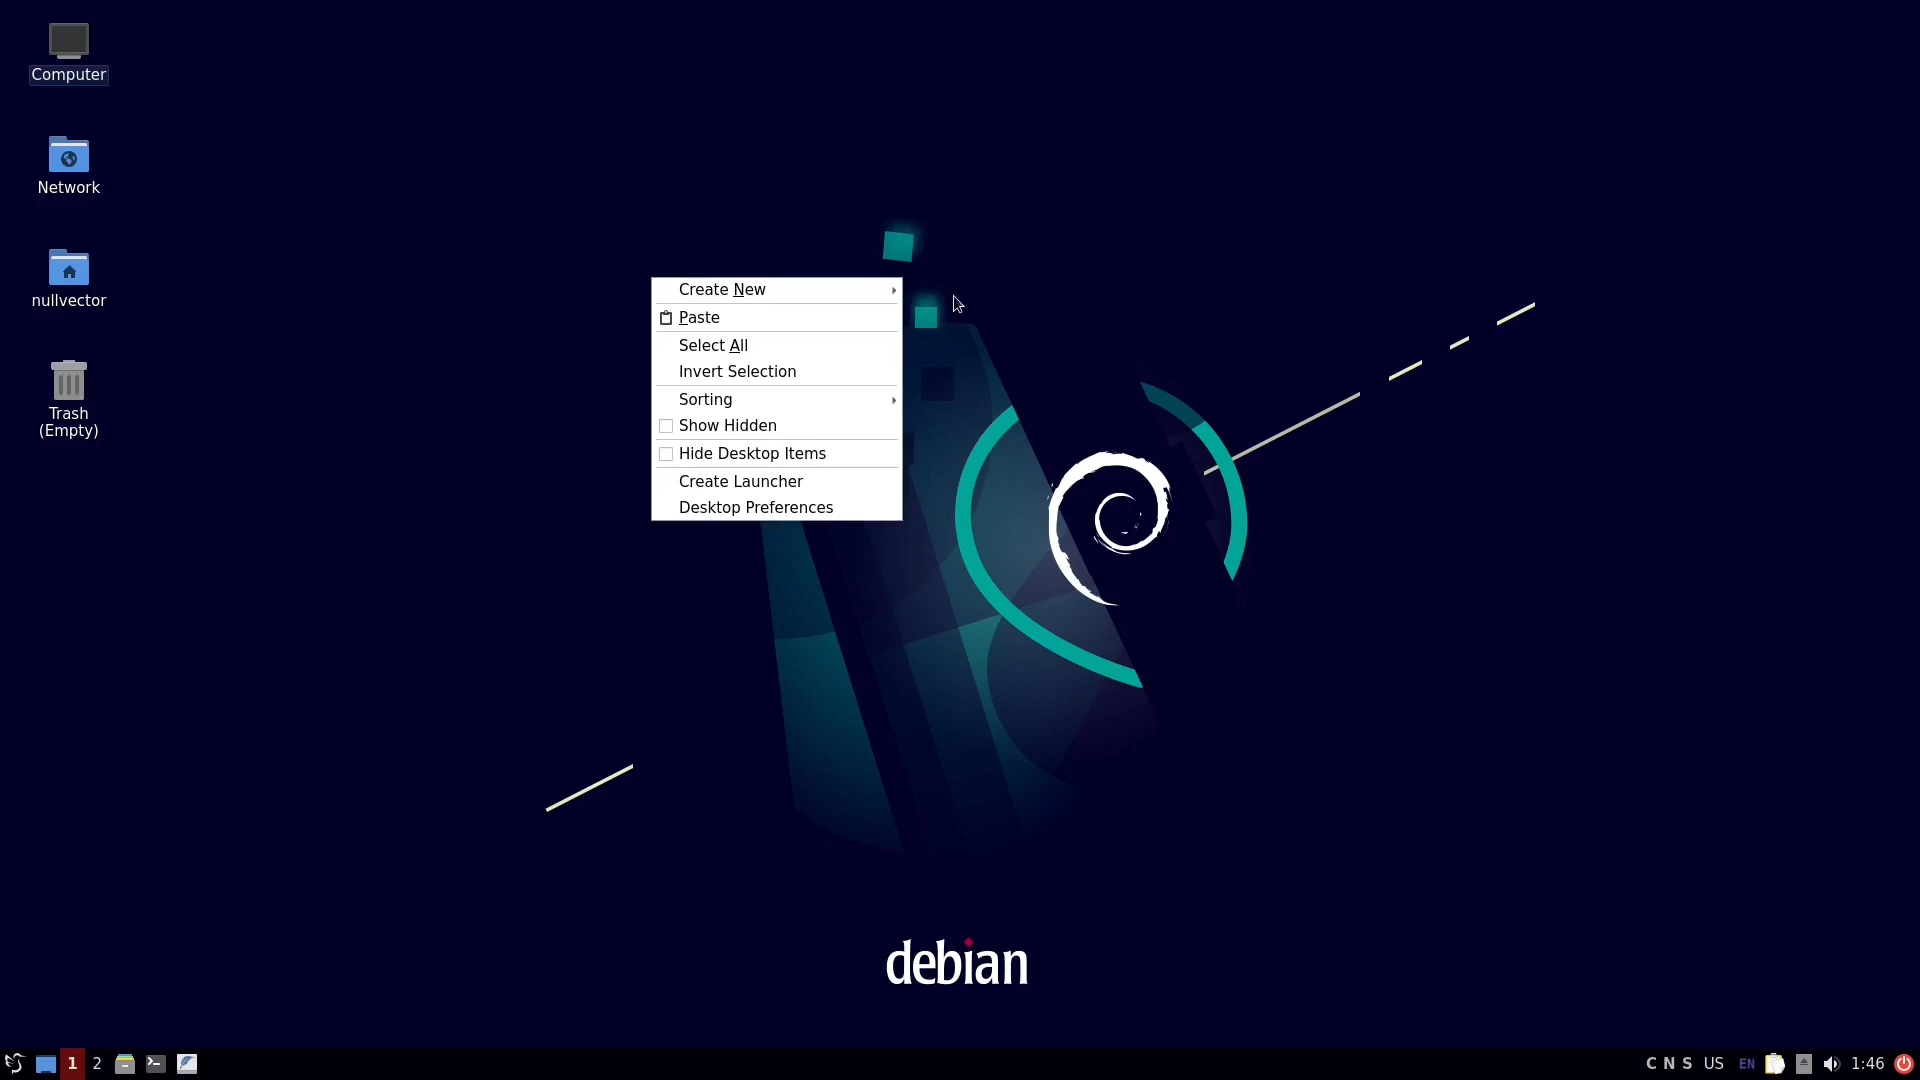 Computer
Network
nullvector
Trash
(Empty)
Create New
Paste
Select All
Invert Selection
Sorting
Show Hidden
Hide Desktop Items
Create Launcher
Desktop Preferences
debian
1 2 C N S US EN 1:46